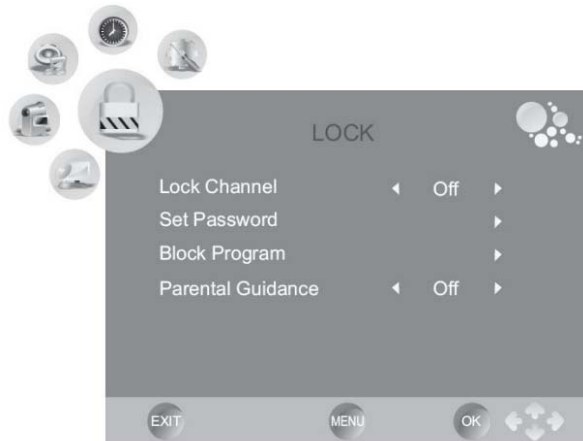 LOCK
Lock Channel Off
Set Password
Block Program
Parental Guidance Off
EXIT MENU OK